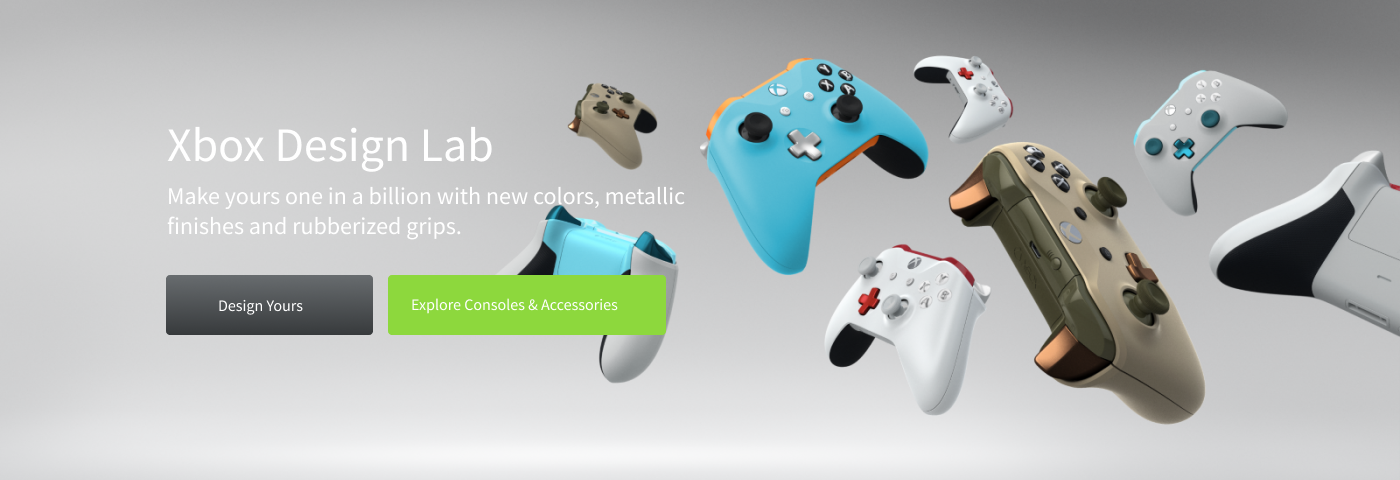 Xbox Design Lab
Make yours one in a billion with new colors, metallic
finishes and rubberized grips.
Design Yours
Explore Consoles & Accessories